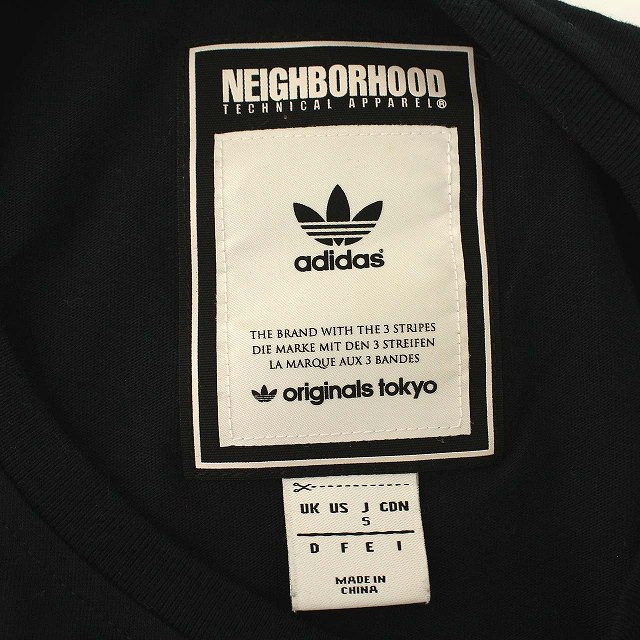 NEIGHBORHOOD
TECHNICAL APPAREL®
adidas
THE BRAND WITH THE 3 STRIPES
DIE MARKE MIT DEN 3 STREIFEN
LA MARQUE AUX 3 BANDES
originals tokyo
UK US J CDN
S
D F E I
MADE IN
CHINA